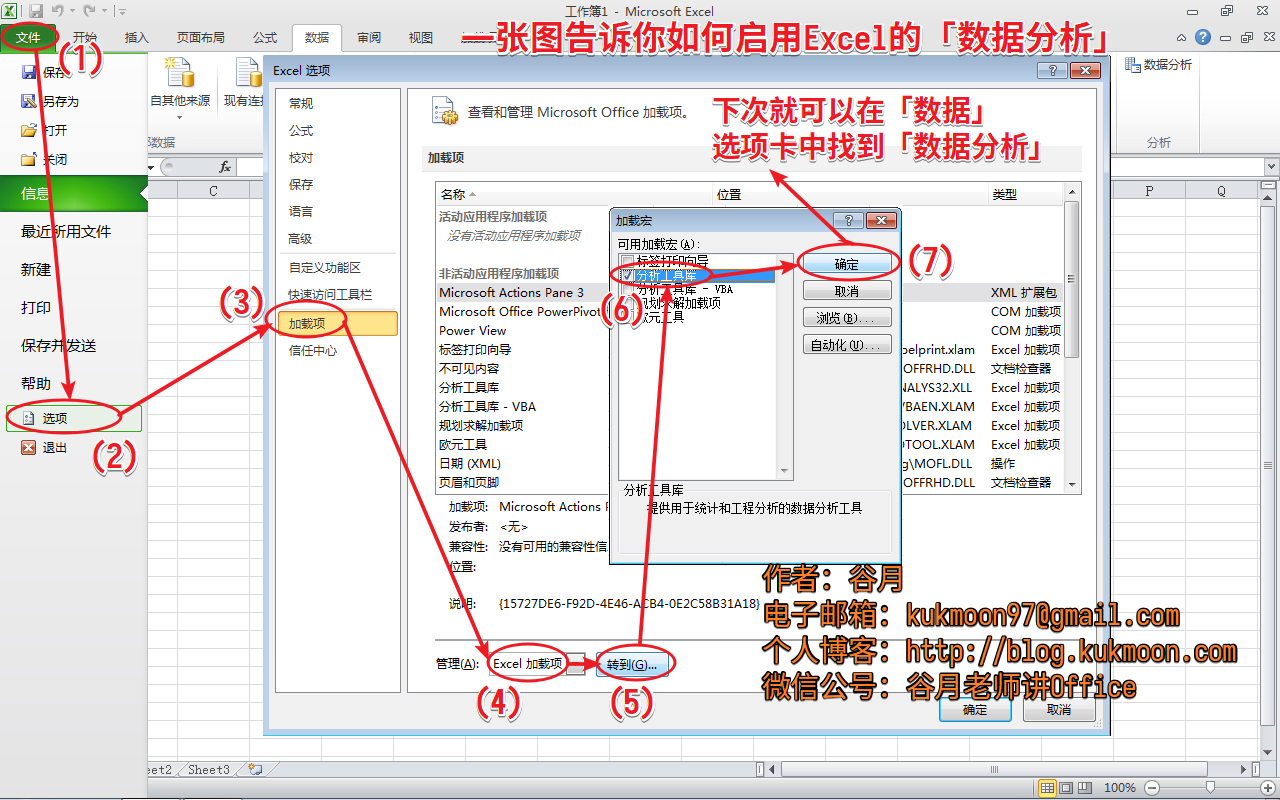 工作簿1 - Microsoft Excel
文件 开始 插入 页面布局 公式 数据 审阅 视图
一张图告诉你如何启用Excel的「数据分析」
(1)
保存
另存为
打开
关闭
信息
最近所用文件
新建
打印
保存并发送
帮助
选项
退出
(2)
自其他来源 现有连接
数据分析
分析
fx
C P Q
Excel 选项
常规
公式
校对
保存
语言
高级
自定义功能区
快速访问工具栏
(3)
加载项
信任中心
查看和管理 Microsoft Office 加载项。
下次就可以在「数据」
选项卡中找到「数据分析」
加载项
名称 位置 类型
活动应用程序加载项
没有活动应用程序加载项
非活动应用程序加载项
Microsoft Actions Pane 3 XML 扩展包
Microsoft Office PowerPivot COM 加载项
Power View COM 加载项
标签打印向导 pelprint.xlam Excel 加载项
不可见内容 OFFRHD.DLL 文档检查器
分析工具库 NALYS32.XLL Excel 加载项
分析工具库 - VBA VBAEN.XLAM Excel 加载项
规划求解加载项 OLVER.XLAM Excel 加载项
欧元工具 OTOOL.XLAM Excel 加载项
日期 (XML) g\MOFL.DLL 操作
页眉和页脚 OFFRHD.DLL 文档检查器
加载项: Microsoft Actions P
发布者: <无>
兼容性: 没有可用的兼容性信息
位置:
说明: {15727DE6-F92D-4E46-ACB4-0E2C58B31A18}
管理(A): Excel 加载项 转到(G)...
(4) (5)
确定 取消
加载宏
可用加载宏(A):
标签打印向导
分析工具库
分析工具库 - VBA
规划求解加载项
欧元工具
(6)
确定
(7)
取消
浏览(B)...
自动化(U)...
分析工具库
提供用于统计和工程分析的数据分析工具
作者: 谷月
电子邮箱: kukmoon97@gmail.com
个人博客: http://blog.kukmoon.com
微信公号: 谷月老师讲Office
eet2 Sheet3
100%